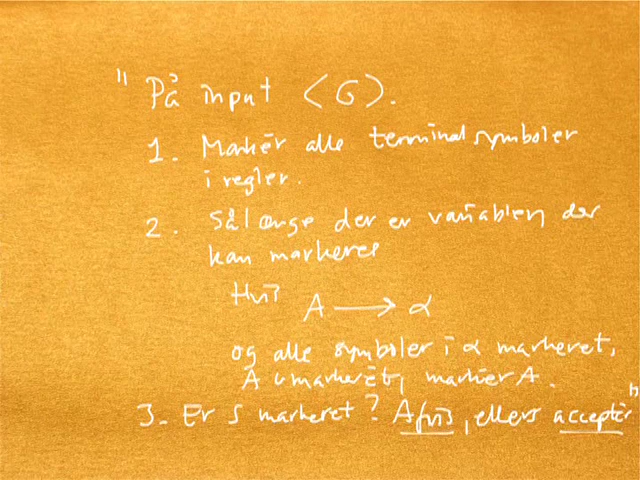 "På input <G>.
1. Markér alle terminalsymboler
i regler.
2. Så længe der er variabler, der
kan markeres
Hvis A → α
og alle symboler i α markeret,
A umarkeret, markér A.
3. Er S markeret? Afvis, ellers acceptér"